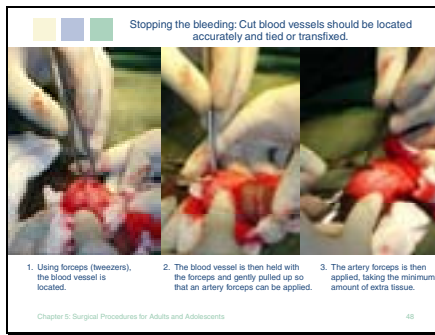 Stopping the bleeding: Cut blood vessels should be located
accurately and tied or transfixed.
1. Using forceps (tweezers),
the blood vessel is
located.
2. The blood vessel is then held with
the forceps and gently pulled up so
that an artery forceps can be applied.
3. The artery forceps is then
applied, taking the minimum
amount of extra tissue.
Chapter 5: Surgical Procedures for Adults and Adolescents
48